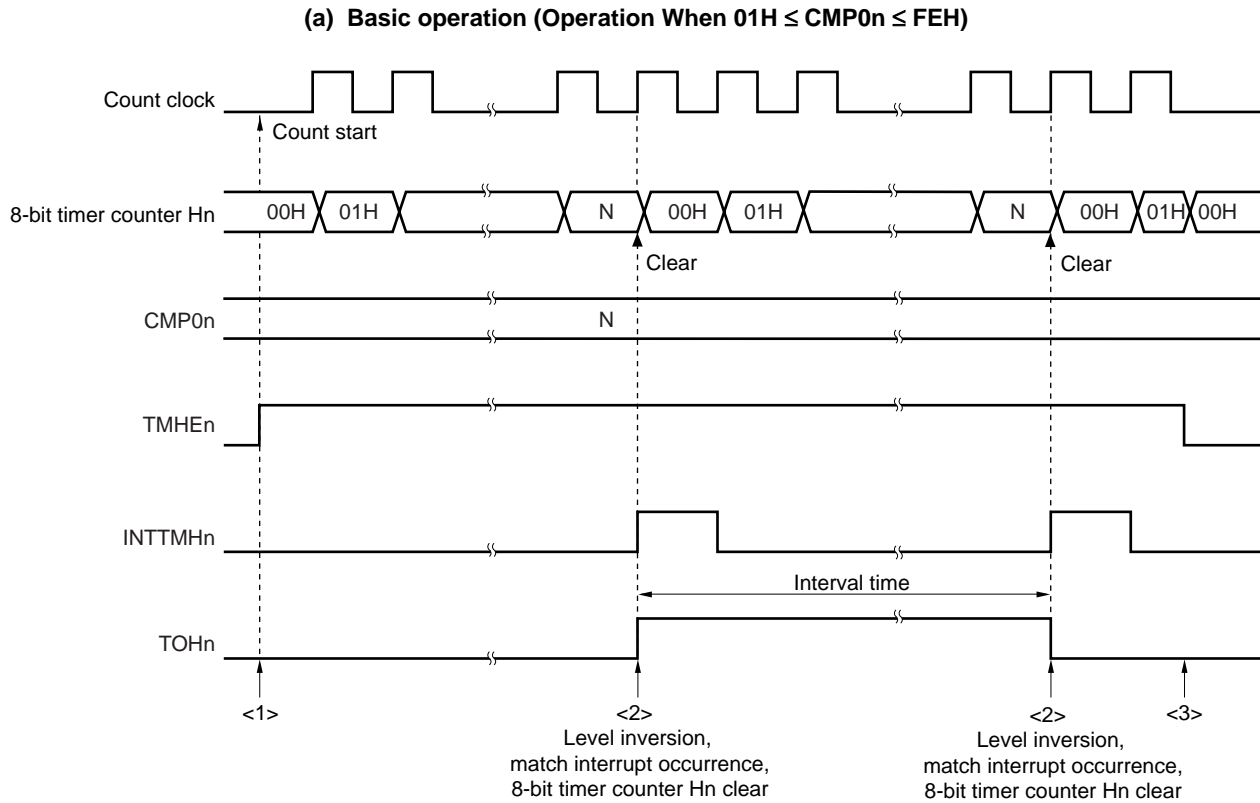 (a) Basic operation (Operation When 01H ≤ CMP0n ≤ FEH)
Count clock
Count start
8-bit timer counter Hn
00H 01H N 00H 01H N 00H 01H 00H
Clear Clear
CMP0n
N
TMHEn
INTTMHn
Interval time
TOHn
<1> <2> <2> <3>
Level inversion,
match interrupt occurrence,
8-bit timer counter Hn clear
Level inversion,
match interrupt occurrence,
8-bit timer counter Hn clear